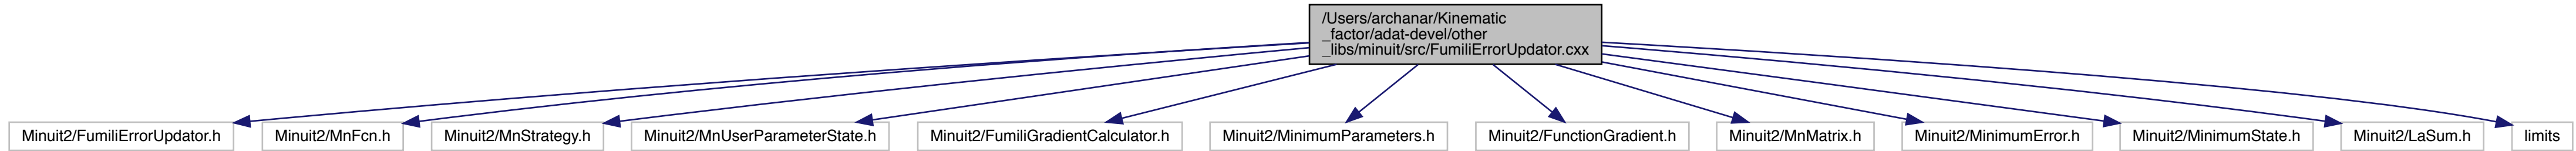 /Users/archanar/Kinematic
_factor/adat-devel/other
_libs/minuit/src/FumiliErrorUpdator.cxx
Minuit2/FumiliErrorUpdator.h
Minuit2/MnFcn.h
Minuit2/MnStrategy.h
Minuit2/MnUserParameterState.h
Minuit2/FumiliGradientCalculator.h
Minuit2/MinimumParameters.h
Minuit2/FunctionGradient.h
Minuit2/MnMatrix.h
Minuit2/MinimumError.h
Minuit2/MinimumState.h
Minuit2/LaSum.h
limits